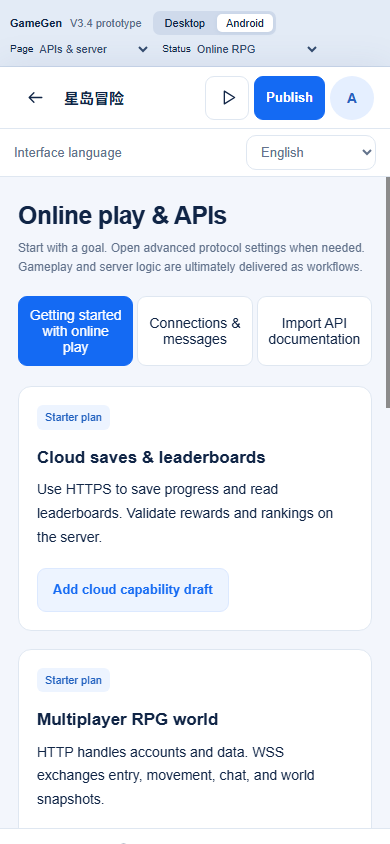 GameGen V3.4 prototype Desktop Android
Page APIs & server Status Online RPG
星岛冒险 Publish A
Interface language English
Online play & APIs
Start with a goal. Open advanced protocol settings when needed.
Gameplay and server logic are ultimately delivered as workflows.
Getting started
with online
play
Connections &
messages
Import API
documentation
Starter plan
Cloud saves & leaderboards
Use HTTPS to save progress and read
leaderboards. Validate rewards and rankings on
the server.
Add cloud capability draft
Starter plan
Multiplayer RPG world
HTTP handles accounts and data. WSS
exchanges entry, movement, chat, and world
snapshots.